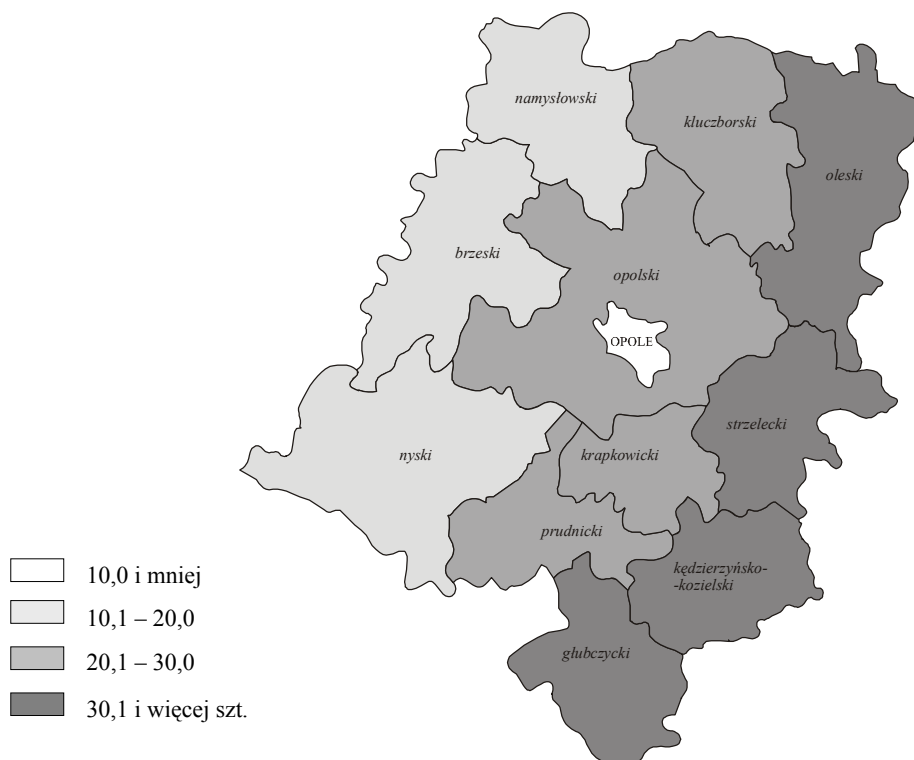 namysłowski
kluczborski
oleski
brzeski
opolski
OPOLE
strzelecki
nyski
krapkowicki
prudnicki
kędzierzyńsko-
-kozielski
głubczycki
10,0 i mniej
10,1 – 20,0
20,1 – 30,0
30,1 i więcej szt.